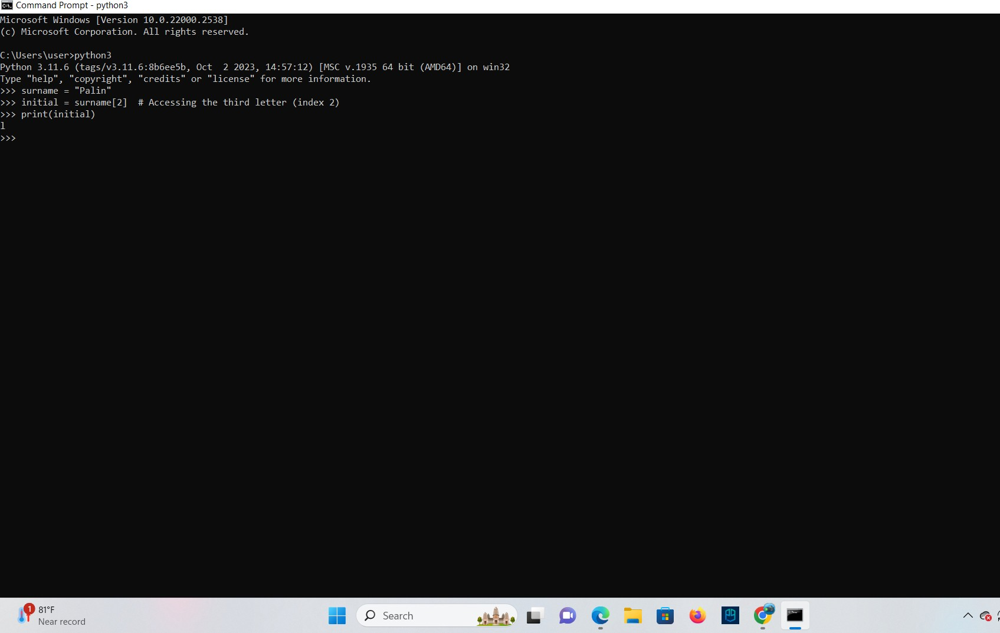 Command Prompt - python3
Microsoft Windows [Version 10.0.22000.2538]
(c) Microsoft Corporation. All rights reserved.
C:\Users\user>python3
Python 3.11.6 (tags/v3.11.6:8b6ee5b, Oct  2 2023, 14:57:12) [MSC v.1935 64 bit (AMD64)] on win32
Type "help", "copyright", "credits" or "license" for more information.
>>> surname = "Palin"
>>> initial = surname[2]  # Accessing the third letter (index 2)
>>> print(initial)
l
>>>
1
81°F
Near record
Search